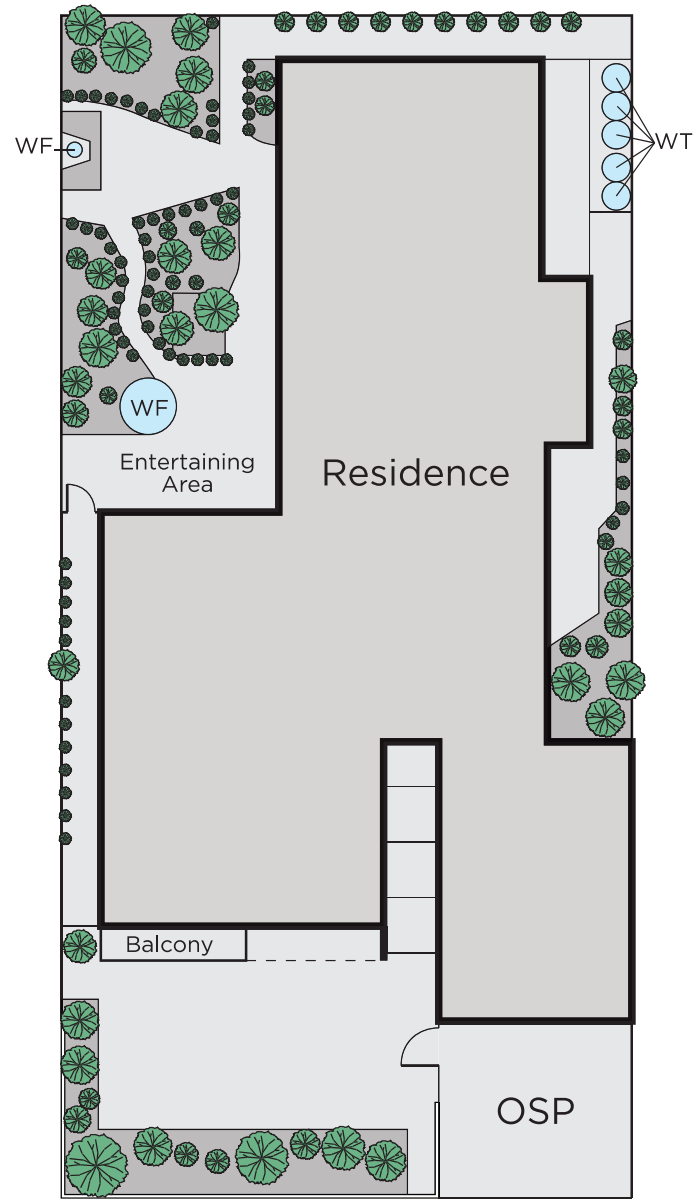 WF
WT
WF
Entertaining
Area
Residence
Balcony
OSP